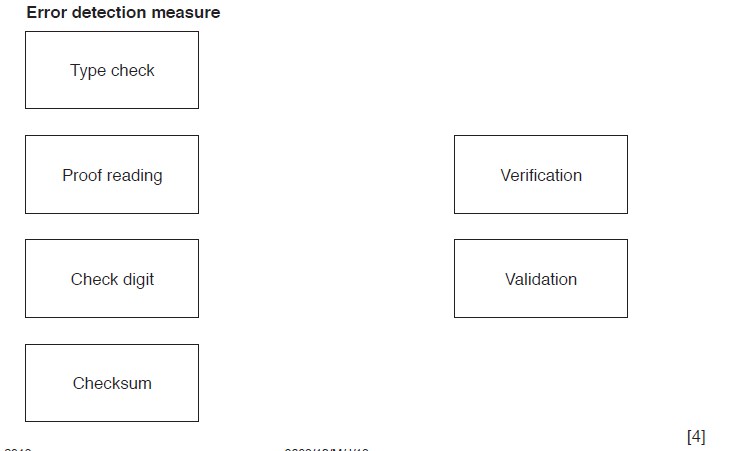 Error detection measure
Type check
Proof reading
Verification
Check digit
Validation
Checksum
[4]